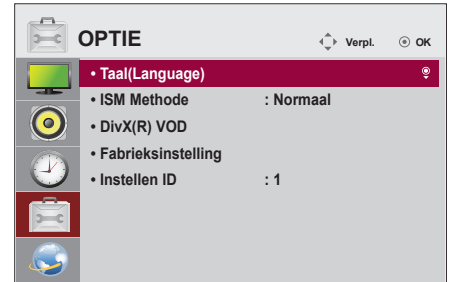 OPTIE Verpl. OK
• Taal(Language)
• ISM Methode : Normaal
• DivX(R) VOD
• Fabrieksinstelling
• Instellen ID : 1